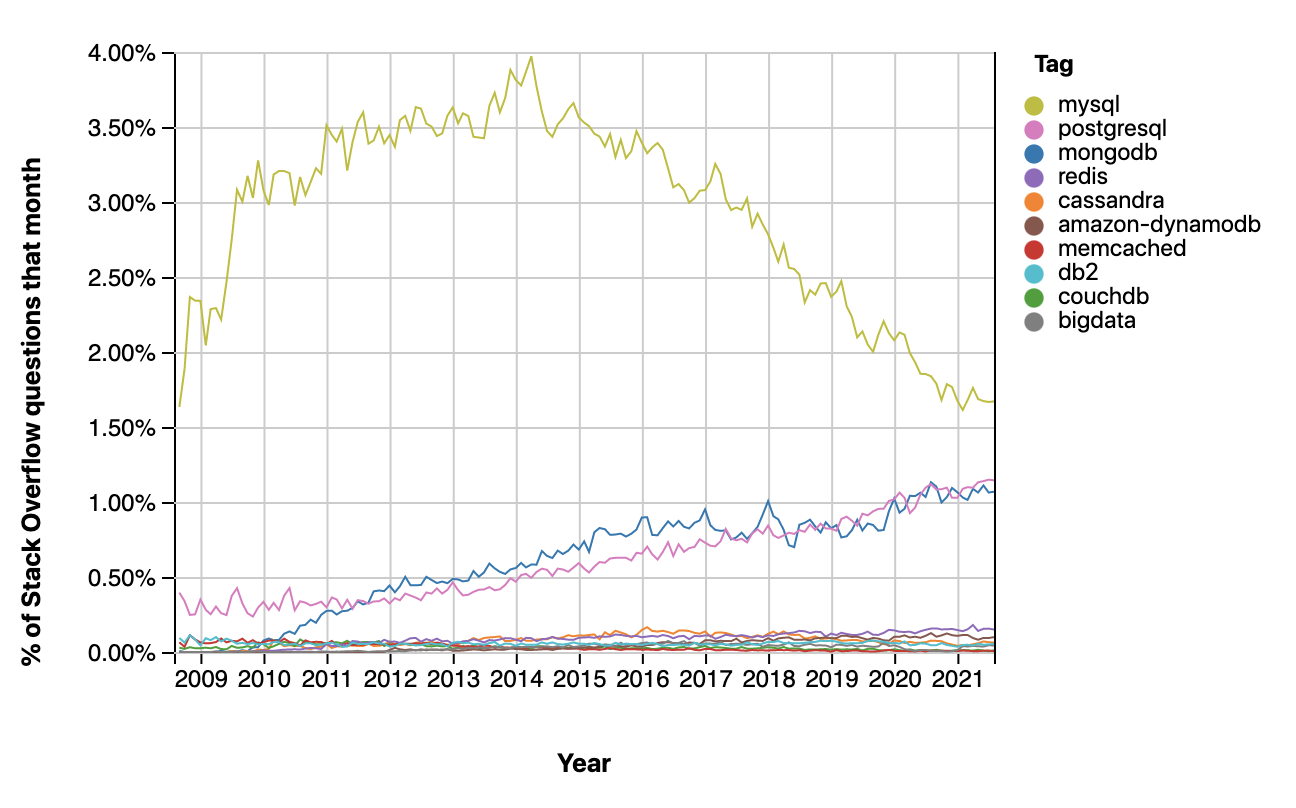 4.00%
3.50%
3.00%
2.50%
2.00%
1.50%
1.00%
0.50%
0.00%
% of Stack Overflow questions that month
2009 2010 2011 2012 2013 2014 2015 2016 2017 2018 2019 2020 2021
Year
Tag
mysql
postgresql
mongodb
redis
cassandra
amazon-dynamodb
memcached
db2
couchdb
bigdata